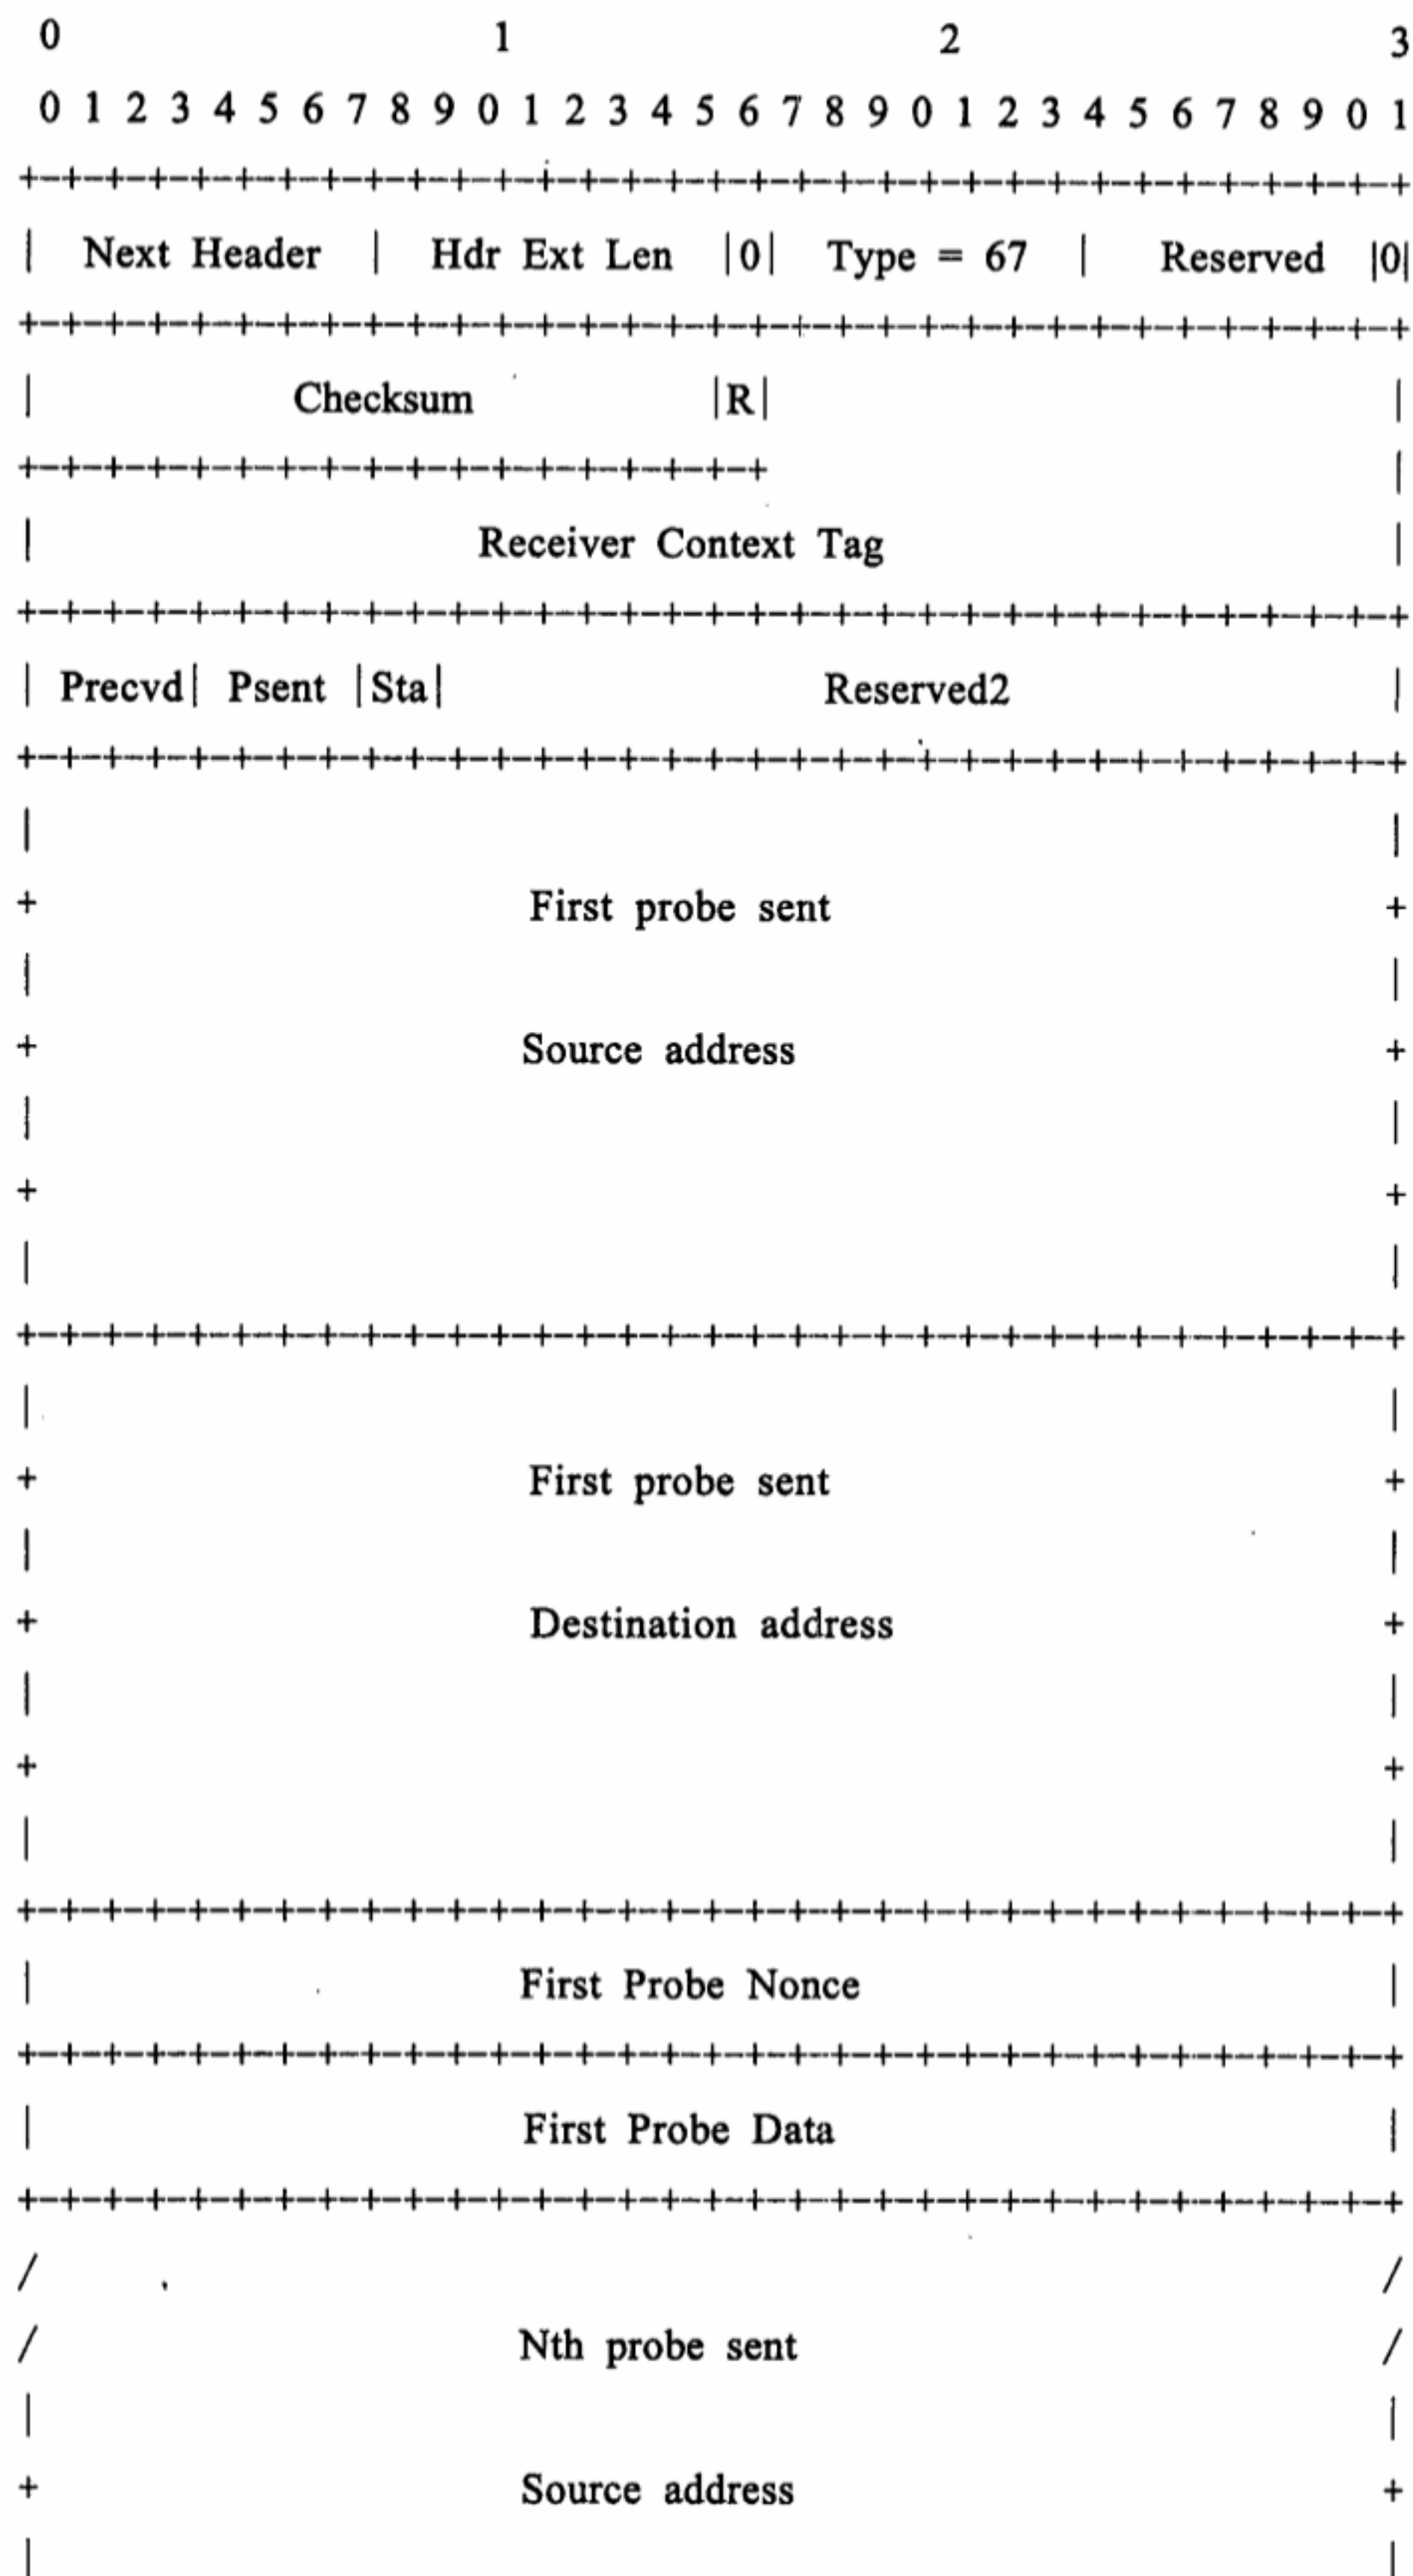 0 1 2 3
0 1 2 3 4 5 6 7 8 9 0 1 2 3 4 5 6 7 8 9 0 1 2 3 4 5 6 7 8 9 0 1
+-+-+-+-+-+-+-+-+-+-+-+-+-+-+-+-+-+-+-+-+-+-+-+-+-+-+-+-+-+-+-+-+
| Next Header | Hdr Ext Len |0| Type = 67 | Reserved |0|
+-+-+-+-+-+-+-+-+-+-+-+-+-+-+-+-+-+-+-+-+-+-+-+-+-+-+-+-+-+-+-+-+
| Checksum |R| |
+-+-+-+-+-+-+-+-+-+-+-+-+-+-+-+-+-+ |
| Receiver Context Tag |
+-+-+-+-+-+-+-+-+-+-+-+-+-+-+-+-+-+-+-+-+-+-+-+-+-+-+-+-+-+-+-+-+
| Precvd| Psent |Sta| Reserved2 |
+-+-+-+-+-+-+-+-+-+-+-+-+-+-+-+-+-+-+-+-+-+-+-+-+-+-+-+-+-+-+-+-+
| |
+ First probe sent +
| |
+ Source address +
| |
+ +
| |
+-+-+-+-+-+-+-+-+-+-+-+-+-+-+-+-+-+-+-+-+-+-+-+-+-+-+-+-+-+-+-+-+
| |
+ First probe sent +
| |
+ Destination address +
| |
+ +
| |
+-+-+-+-+-+-+-+-+-+-+-+-+-+-+-+-+-+-+-+-+-+-+-+-+-+-+-+-+-+-+-+-+
| First Probe Nonce |
+-+-+-+-+-+-+-+-+-+-+-+-+-+-+-+-+-+-+-+-+-+-+-+-+-+-+-+-+-+-+-+-+
| First Probe Data |
+-+-+-+-+-+-+-+-+-+-+-+-+-+-+-+-+-+-+-+-+-+-+-+-+-+-+-+-+-+-+-+-+
/ /
/ Nth probe sent /
| |
+ Source address +
| |